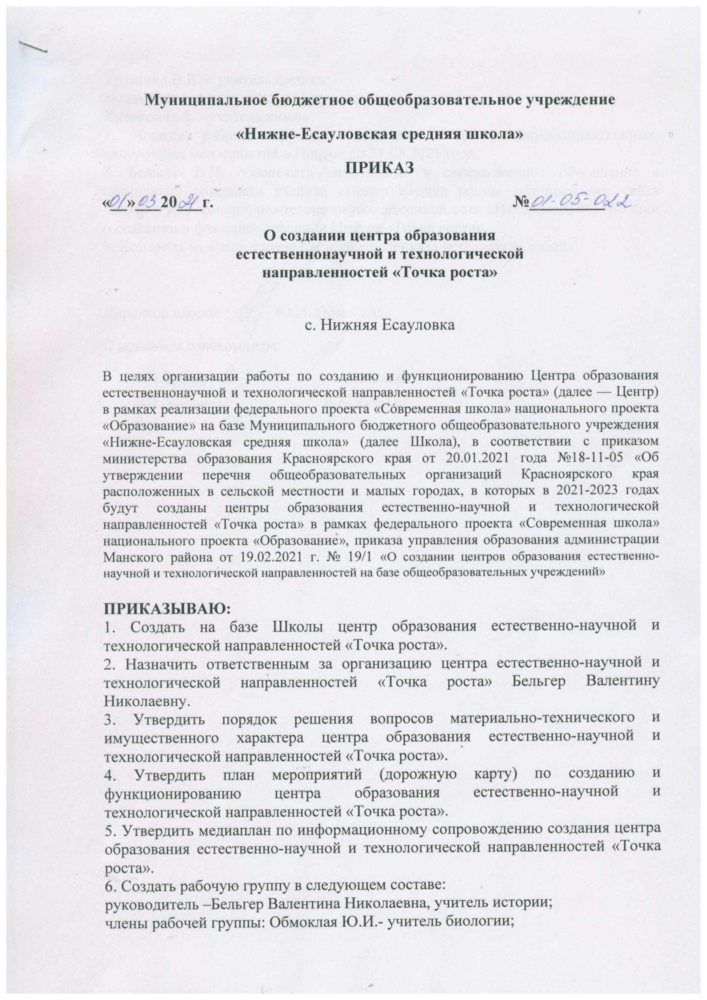 Муниципальное бюджетное общеобразовательное учреждение
«Нижне-Есауловская средняя школа»
ПРИКАЗ
«01» 03 2021 г. № 01-05-022
О создании центра образования
естественнонаучной и технологической
направленностей «Точка роста»
с. Нижняя Есауловка
В целях организации работы по созданию и функционированию Центра образования
естественнонаучной и технологической направленностей «Точка роста» (далее — Центр)
в рамках реализации федерального проекта «Современная школа» национального проекта
«Образование» на базе Муниципального бюджетного общеобразовательного учреждения
«Нижне-Есауловская средняя школа» (далее Школа), в соответствии с приказом
министерства образования Красноярского края от 20.01.2021 года №18-11-05 «Об
утверждении перечня общеобразовательных организаций Красноярского края
расположенных в сельской местности и малых городах, в которых в 2021-2023 годах
будут созданы центры образования естественно-научной и технологической
направленностей «Точка роста» в рамках федерального проекта «Современная школа»
национального проекта «Образование», приказа управления образования администрации
Манского района от 19.02.2021 г. № 19/1 «О создании центров образования естественно-
научной и технологической направленностей на базе общеобразовательных учреждений»
ПРИКАЗЫВАЮ:
1. Создать на базе Школы центр образования естественно-научной и
технологической направленностей «Точка роста».
2. Назначить ответственным за организацию центра естественно-научной и
технологической направленностей «Точка роста» Бельгер Валентину
Николаевну.
3. Утвердить порядок решения вопросов материально-технического и
имущественного характера центра образования естественно-научной и
технологической направленностей «Точка роста».
4. Утвердить план мероприятий (дорожную карту) по созданию и
функционированию центра образования естественно-научной и
технологической направленностей «Точка роста».
5. Утвердить медиаплан по информационному сопровождению создания центра
образования естественно-научной и технологической направленностей «Точка
роста».
6. Создать рабочую группу в следующем составе:
руководитель –Бельгер Валентина Николаевна, учитель истории;
члены рабочей группы: Обмоклая Ю.И.- учитель биологии;